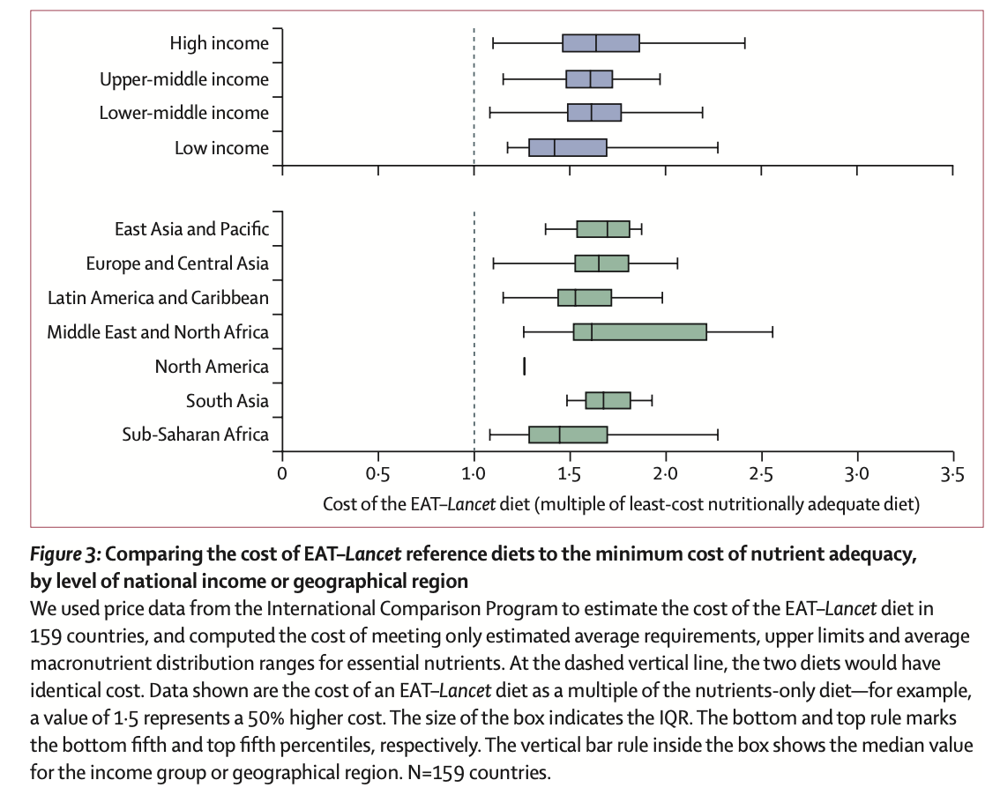 High income
Upper-middle income
Lower-middle income
Low income
East Asia and Pacific
Europe and Central Asia
Latin America and Caribbean
Middle East and North Africa
North America
South Asia
Sub-Saharan Africa
0 0·5 1·0 1·5 2·0 2·5 3·0 3·5
Cost of the EAT–Lancet diet (multiple of least-cost nutritionally adequate diet)
Figure 3: Comparing the cost of EAT–Lancet reference diets to the minimum cost of nutrient adequacy,
by level of national income or geographical region
We used price data from the International Comparison Program to estimate the cost of the EAT–Lancet diet in
159 countries, and computed the cost of meeting only estimated average requirements, upper limits and average
macronutrient distribution ranges for essential nutrients. At the dashed vertical line, the two diets would have
identical cost. Data shown are the cost of an EAT–Lancet diet as a multiple of the nutrients-only diet—for example,
a value of 1·5 represents a 50% higher cost. The size of the box indicates the IQR. The bottom and top rule marks
the bottom fifth and top fifth percentiles, respectively. The vertical bar rule inside the box shows the median value
for the income group or geographical region. N=159 countries.